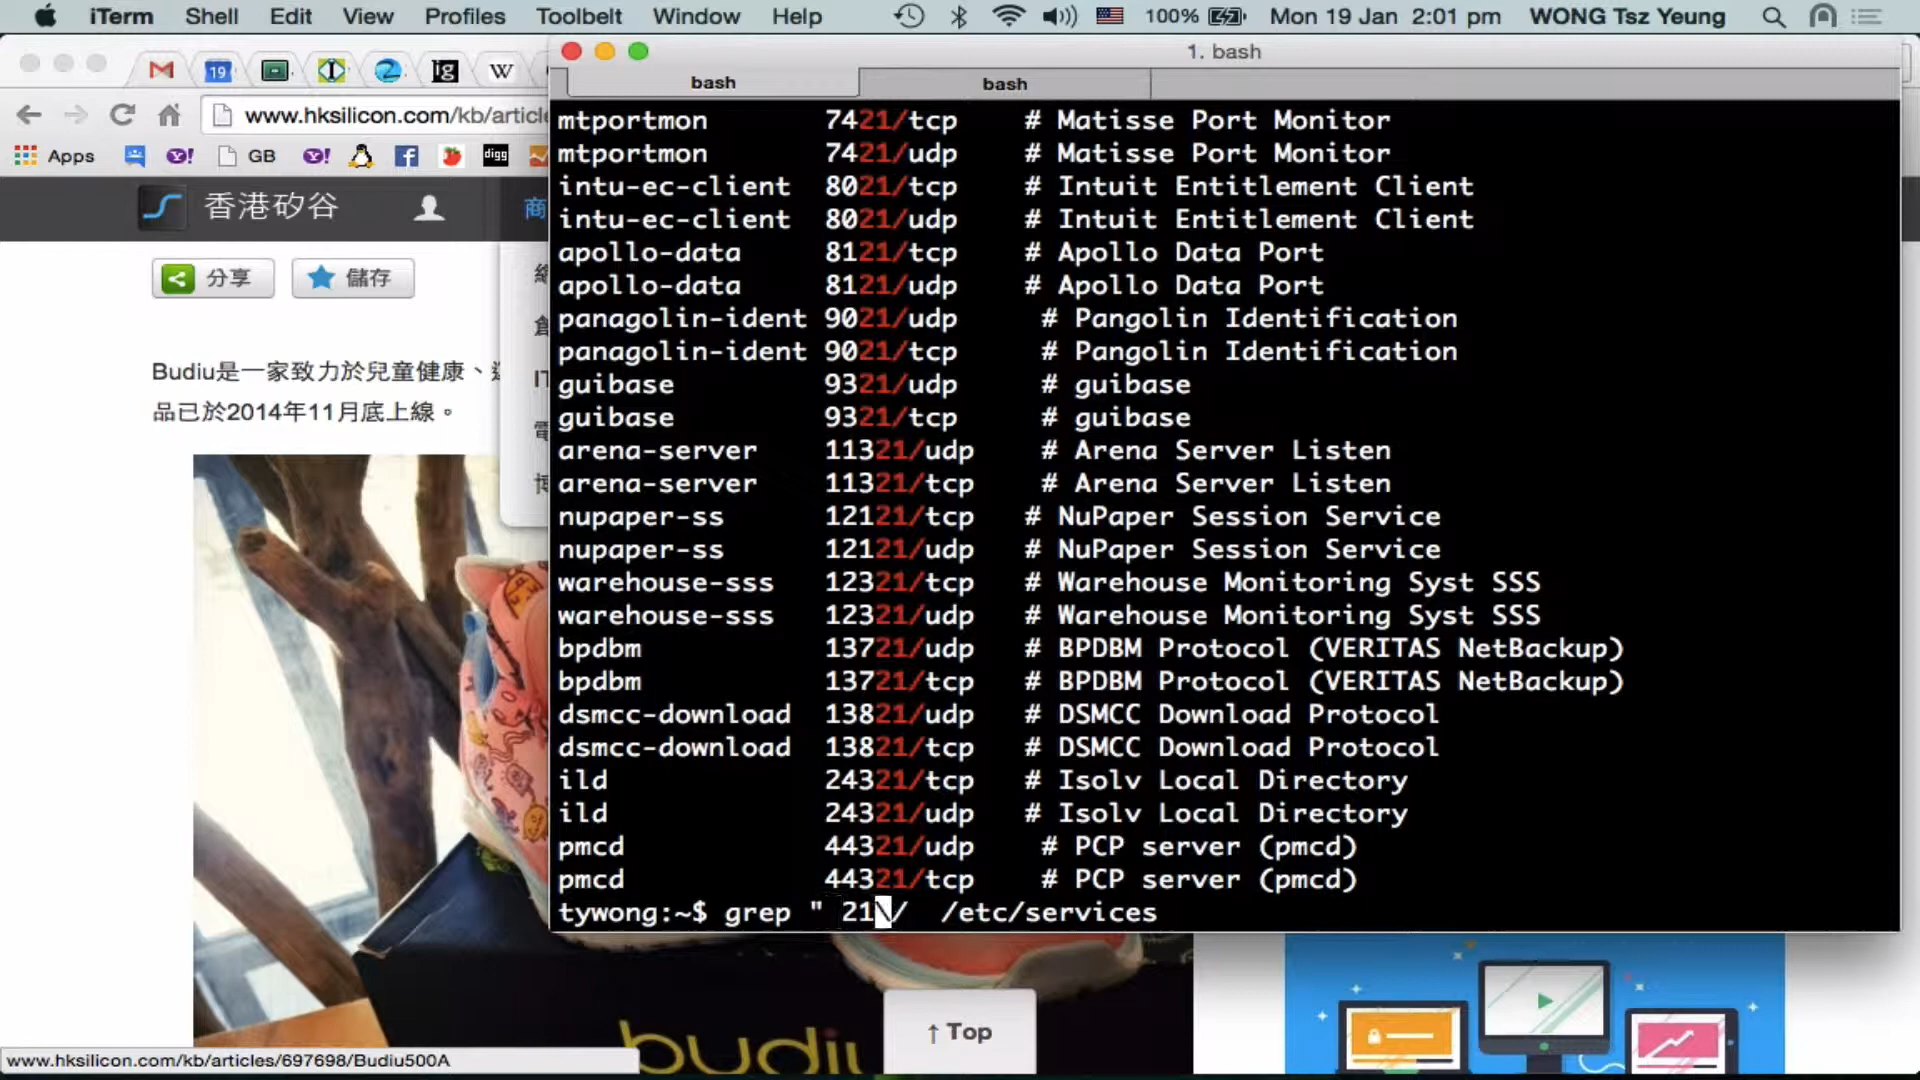 iTerm Shell Edit View Profiles Toolbelt Window Help 100% Mon 19 Jan 2:01 pm WONG Tsz Yeung
1. bash
19 Ig W
bash bash
www.hksilicon.com/kb/article
Apps Y! GB Y! digg
香港矽谷 商
分享 儲存
Budiu是一家致力於兒童健康、
品已於2014年11月底上線。
IT
mtportmon 7421/tcp # Matisse Port Monitor
mtportmon 7421/udp # Matisse Port Monitor
intu-ec-client 8021/tcp # Intuit Entitlement Client
intu-ec-client 8021/udp # Intuit Entitlement Client
apollo-data 8121/tcp # Apollo Data Port
apollo-data 8121/udp # Apollo Data Port
panagolin-ident 9021/udp # Pangolin Identification
panagolin-ident 9021/tcp # Pangolin Identification
guibase 9321/udp # guibase
guibase 9321/tcp # guibase
arena-server 11321/udp # Arena Server Listen
arena-server 11321/tcp # Arena Server Listen
nupaper-ss 12121/tcp # NuPaper Session Service
nupaper-ss 12121/udp # NuPaper Session Service
warehouse-sss 12321/tcp # Warehouse Monitoring Syst SSS
warehouse-sss 12321/udp # Warehouse Monitoring Syst SSS
bpdbm 13721/udp # BPDBM Protocol (VERITAS NetBackup)
bpdbm 13721/tcp # BPDBM Protocol (VERITAS NetBackup)
dsmcc-download 13821/udp # DSMCC Download Protocol
dsmcc-download 13821/tcp # DSMCC Download Protocol
ild 24321/tcp # Isolv Local Directory
ild 24321/udp # Isolv Local Directory
pmcd 44321/udp # PCP server (pmcd)
pmcd 44321/tcp # PCP server (pmcd)
tywong:~$ grep " 21\/ /etc/services
budiu
↑ Top
www.hksilicon.com/kb/articles/697698/Budiu500A